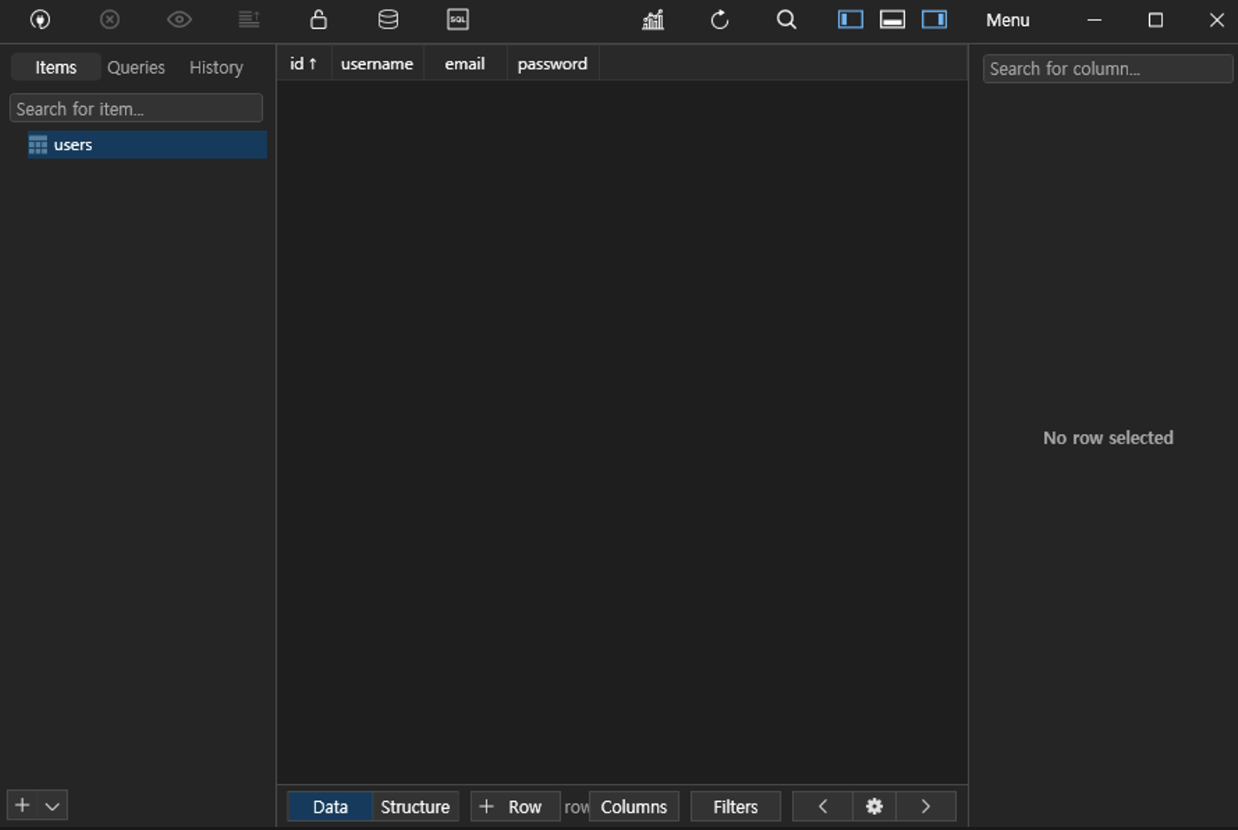 SQL
Menu
Items Queries History
id ↑ username email password
Search for column...
Search for item...
users
No row selected
Data Structure + Row row Columns Filters